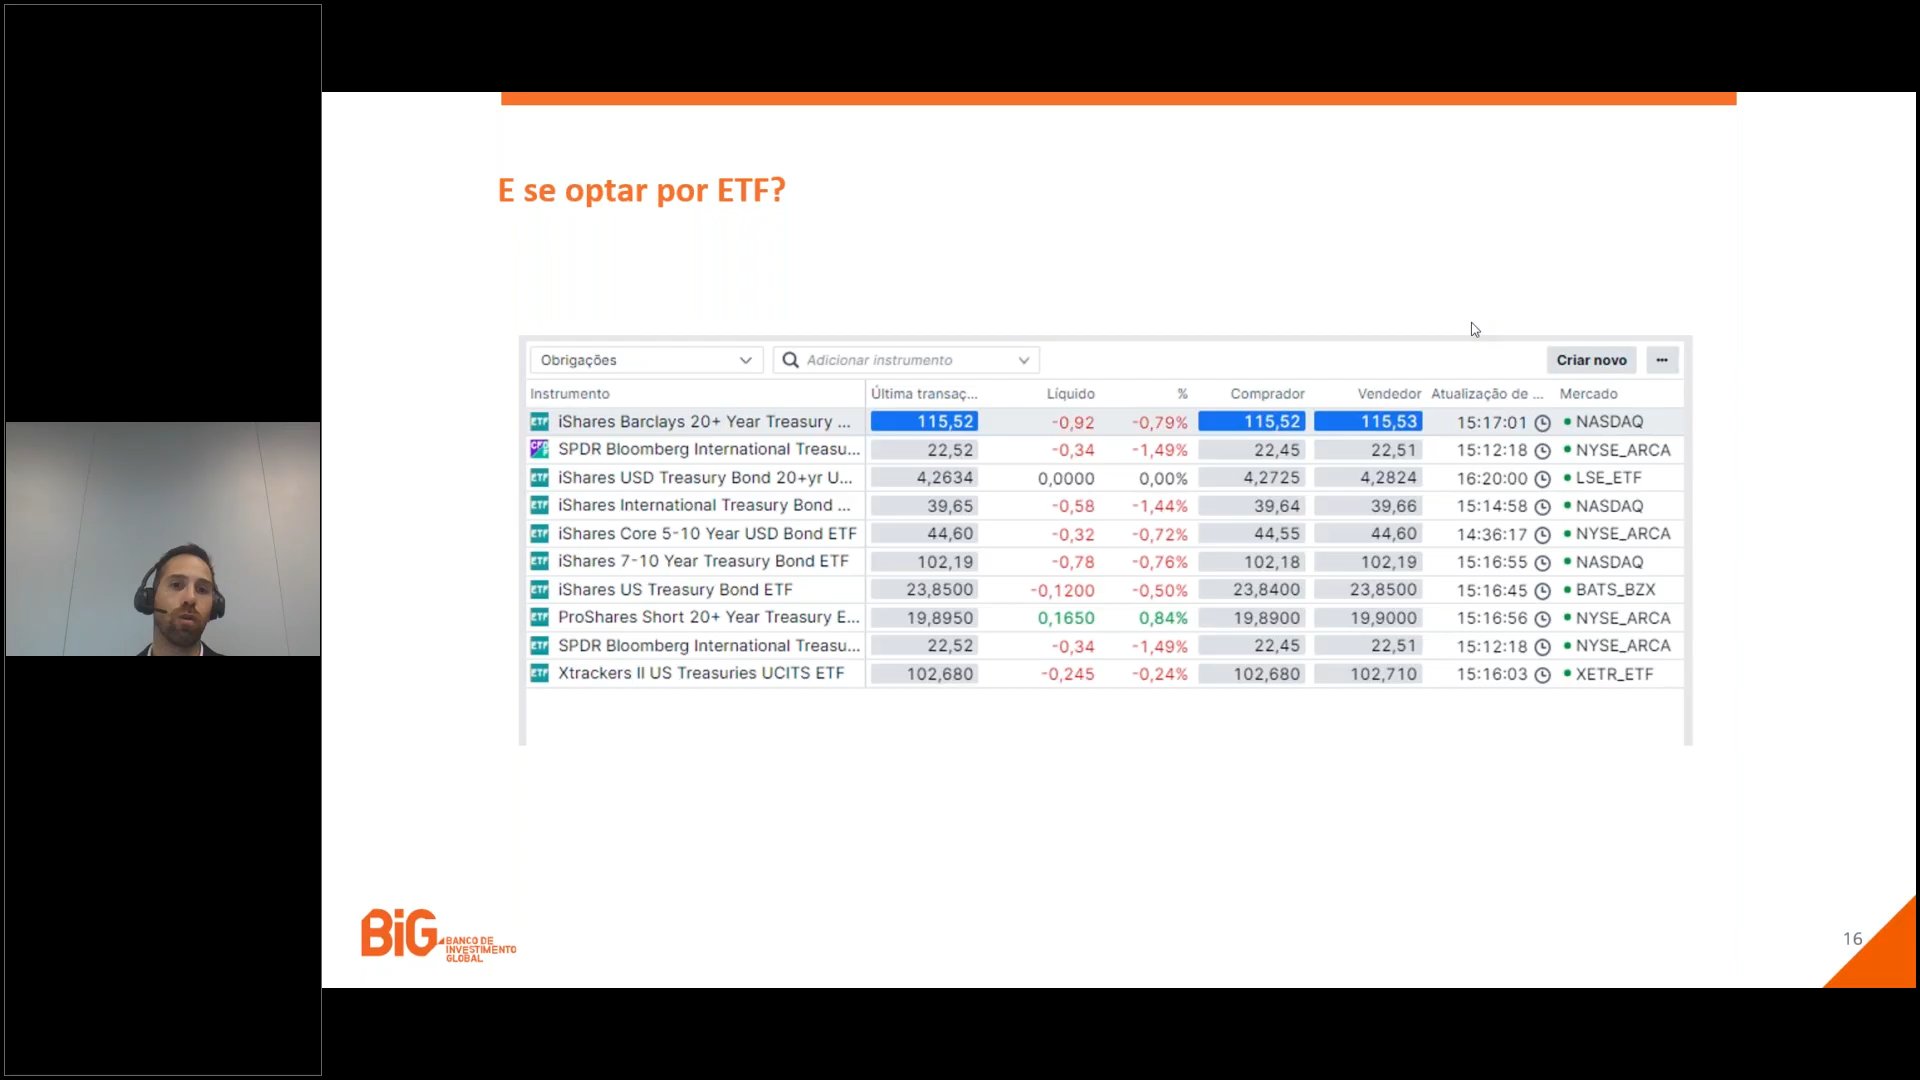 E se optar por ETF?
Obrigações Adicionar instrumento Criar novo ...
Instrumento Última transaç... Líquido % Comprador Vendedor Atualização de ... Mercado
ETF iShares Barclays 20+ Year Treasury ... 115,52 -0,92 -0,79% 115,52 115,53 15:17:01 NASDAQ
SPDR Bloomberg International Treasu... 22,52 -0,34 -1,49% 22,45 22,51 15:12:18 NYSE_ARCA
ETF iShares USD Treasury Bond 20+yr U... 4,2634 0,0000 0,00% 4,2725 4,2824 16:20:00 LSE_ETF
ETF iShares International Treasury Bond ... 39,65 -0,58 -1,44% 39,64 39,66 15:14:58 NASDAQ
ETF iShares Core 5-10 Year USD Bond ETF 44,60 -0,32 -0,72% 44,55 44,60 14:36:17 NYSE_ARCA
ETF iShares 7-10 Year Treasury Bond ETF 102,19 -0,78 -0,76% 102,18 102,19 15:16:55 NASDAQ
ETF iShares US Treasury Bond ETF 23,8500 -0,1200 -0,50% 23,8400 23,8500 15:16:45 BATS_BZX
ETF ProShares Short 20+ Year Treasury E... 19,8950 0,1650 0,84% 19,8900 19,9000 15:16:56 NYSE_ARCA
ETF SPDR Bloomberg International Treasu... 22,52 -0,34 -1,49% 22,45 22,51 15:12:18 NYSE_ARCA
ETF Xtrackers II US Treasuries UCITS ETF 102,680 -0,245 -0,24% 102,680 102,710 15:16:03 XETR_ETF
BiG BANCO DE
INVESTIMENTO
GLOBAL
16